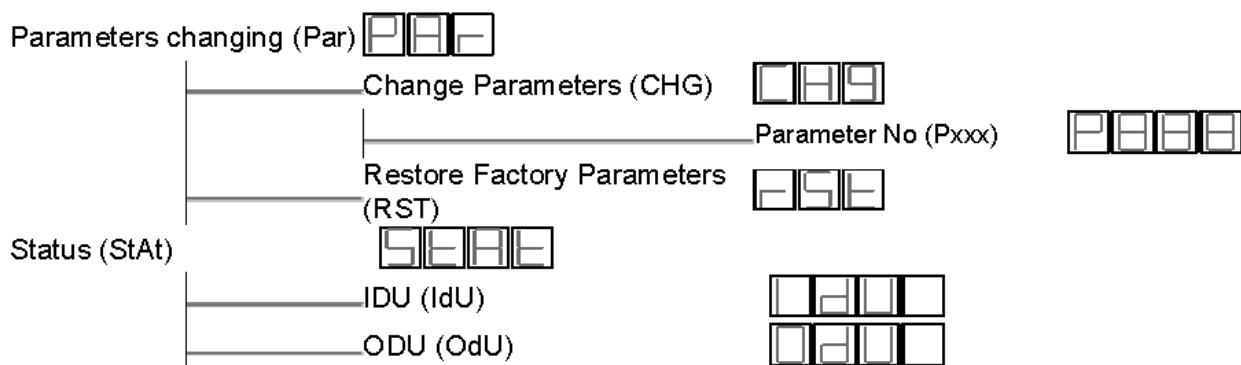 Parameters changing (Par) PAr
Change Parameters (CHG) CH9
Parameter No (Pxxx) P888
Restore Factory Parameters
(RST) rSt
Status (StAt) StAt
IDU (IdU) IdU
ODU (OdU) OdU